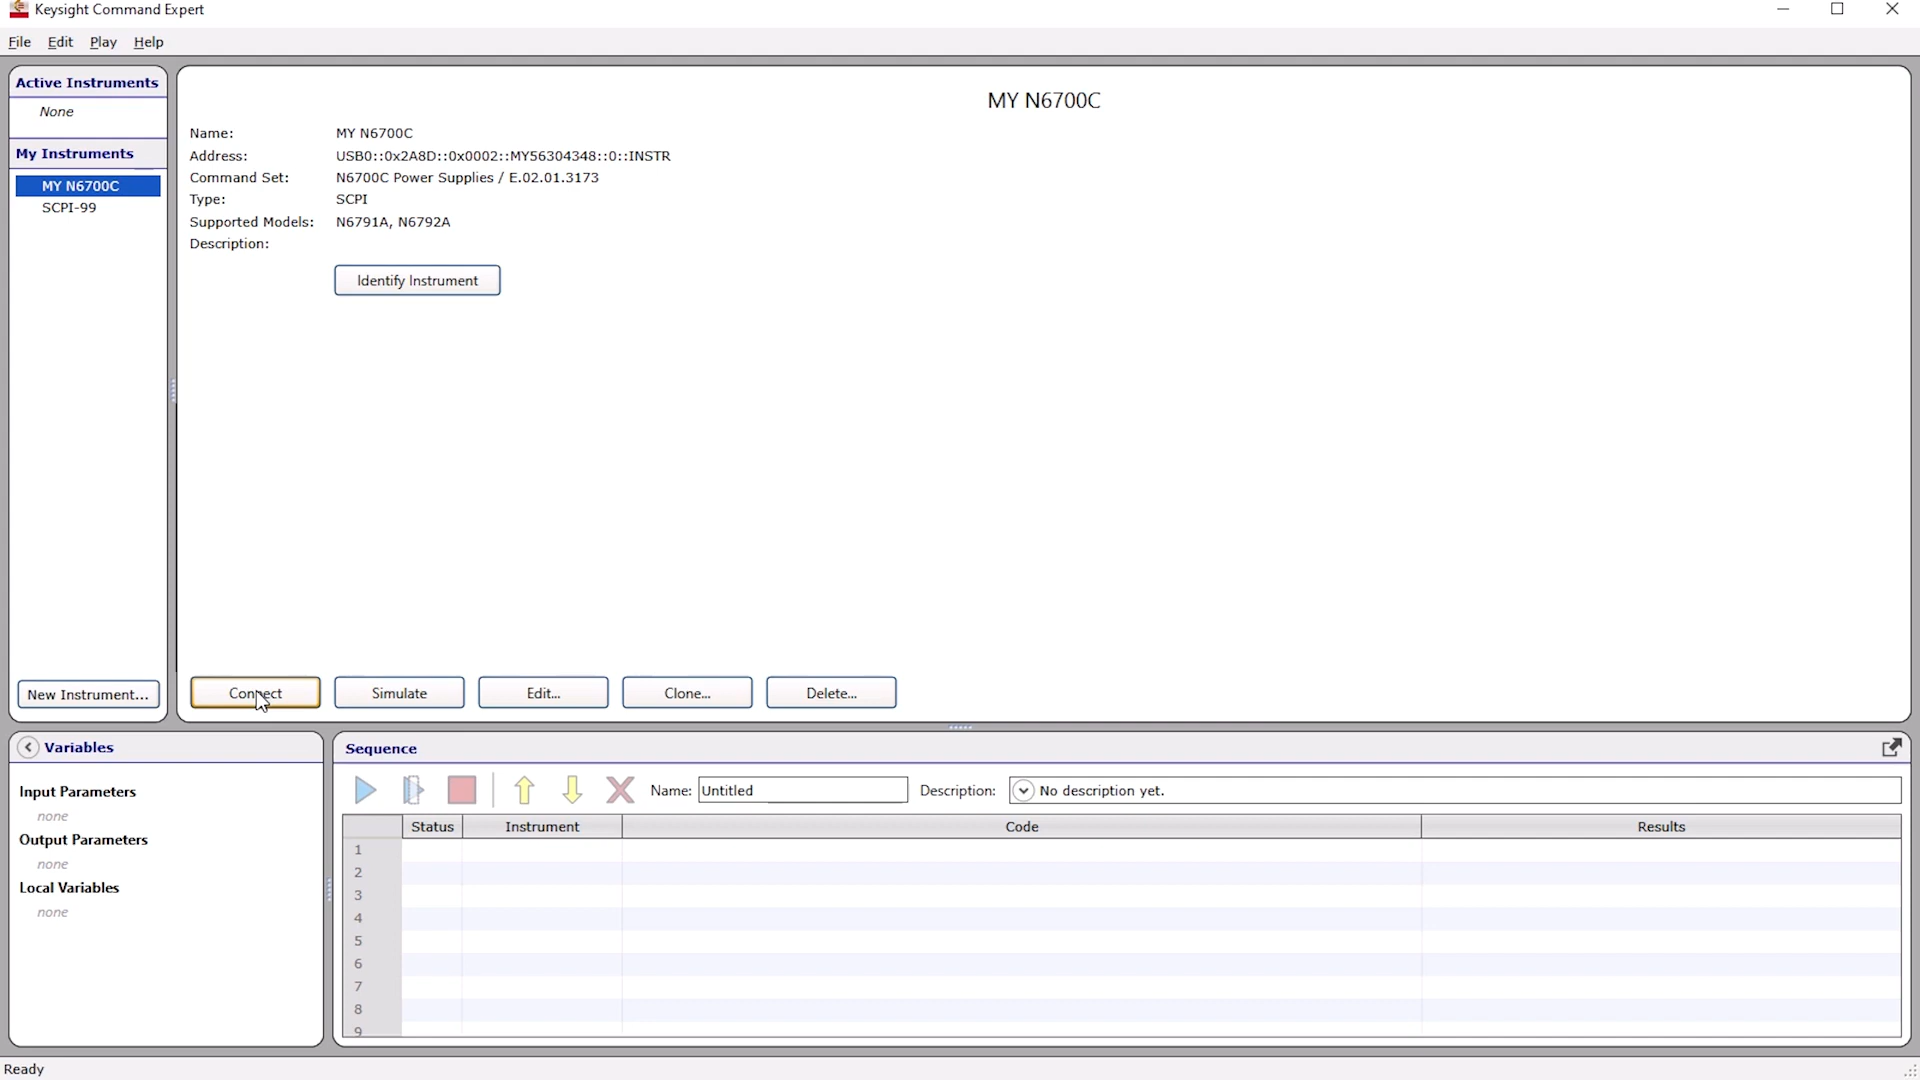 Keysight Command Expert
File Edit Play Help
Active Instruments
None
My Instruments
MY N6700C
SCPI-99
New Instrument...
MY N6700C
Name: MY N6700C
Address: USB0::0x2A8D::0x0002::MY56304348::0::INSTR
Command Set: N6700C Power Supplies / E.02.01.3173
Type: SCPI
Supported Models: N6791A, N6792A
Description:
Identify Instrument
Connect Simulate Edit... Clone... Delete...
Variables
Input Parameters
none
Output Parameters
none
Local Variables
none
Sequence
Name: Untitled Description: No description yet.
Status Instrument Code Results
1
2
3
4
5
6
7
8
9
Ready